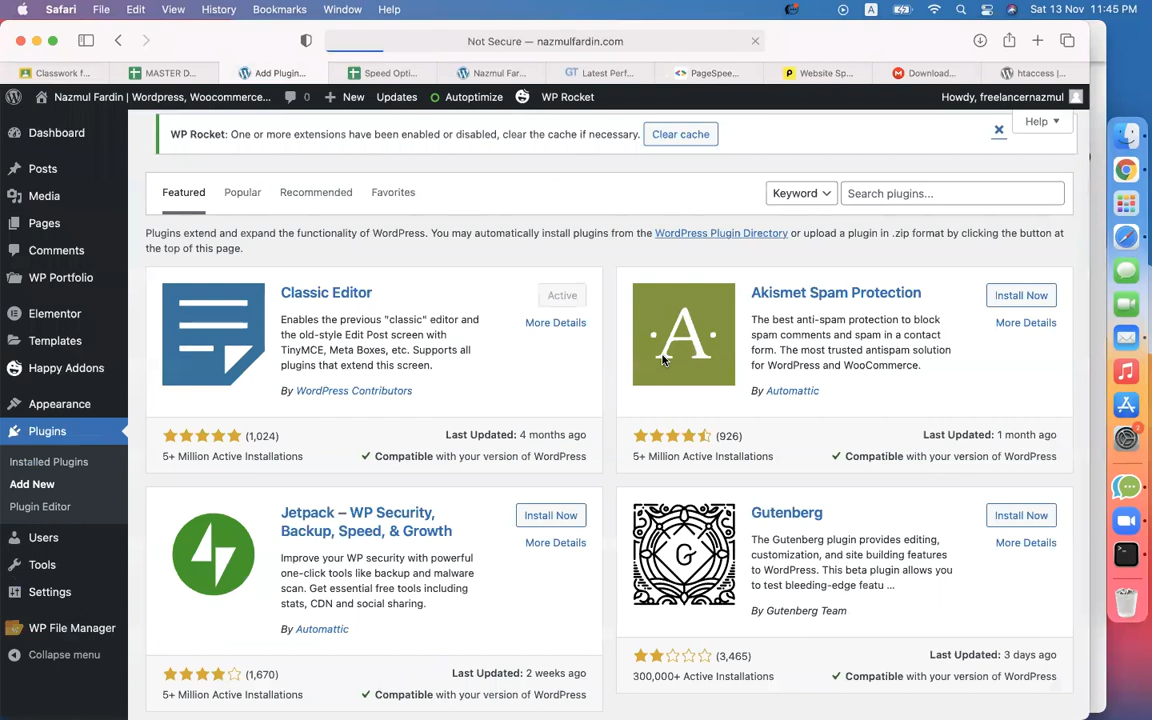 Safari File Edit View History Bookmarks Window Help
A
Sat 13 Nov 11:45 PM
Not Secure — nazmulfardin.com
Classwork f...
MASTER D...
Add Plugin...
Speed Opti...
Nazmul Far...
GT Latest Perf...
PageSpee...
P Website Sp...
Download...
htaccess |...
Nazmul Fardin | Wordpress, Woocommerce...
0
New
Updates
Autoptimize
WP Rocket
Howdy, freelancernazmul
Dashboard
Posts
Media
Pages
Comments
WP Portfolio
Elementor
Templates
Happy Addons
Appearance
Plugins
Installed Plugins
Add New
Plugin Editor
Users
Tools
Settings
WP File Manager
Collapse menu
WP Rocket: One or more extensions have been enabled or disabled, clear the cache if necessary. Clear cache
Help
Featured Popular Recommended Favorites
Keyword
Search plugins...
Plugins extend and expand the functionality of WordPress. You may automatically install plugins from the WordPress Plugin Directory or upload a plugin in .zip format by clicking the button at
the top of this page.
Classic Editor
Active
More Details
Enables the previous "classic" editor and
the old-style Edit Post screen with
TinyMCE, Meta Boxes, etc. Supports all
plugins that extend this screen.
By WordPress Contributors
(1,024)
Last Updated: 4 months ago
5+ Million Active Installations
Compatible with your version of WordPress
A
Akismet Spam Protection
Install Now
More Details
The best anti-spam protection to block
spam comments and spam in a contact
form. The most trusted antispam solution
for WordPress and WooCommerce.
By Automattic
(926)
Last Updated: 1 month ago
5+ Million Active Installations
Compatible with your version of WordPress
Jetpack – WP Security,
Backup, Speed, & Growth
Install Now
More Details
Improve your WP security with powerful
one-click tools like backup and malware
scan. Get essential free tools including
stats, CDN and social sharing.
By Automattic
(1,670)
Last Updated: 2 weeks ago
5+ Million Active Installations
Compatible with your version of WordPress
G
Gutenberg
Install Now
More Details
The Gutenberg plugin provides editing,
customization, and site building features
to WordPress. This beta plugin allows you
to test bleeding-edge featu ...
By Gutenberg Team
(3,465)
Last Updated: 3 days ago
300,000+ Active Installations
Compatible with your version of WordPress
2